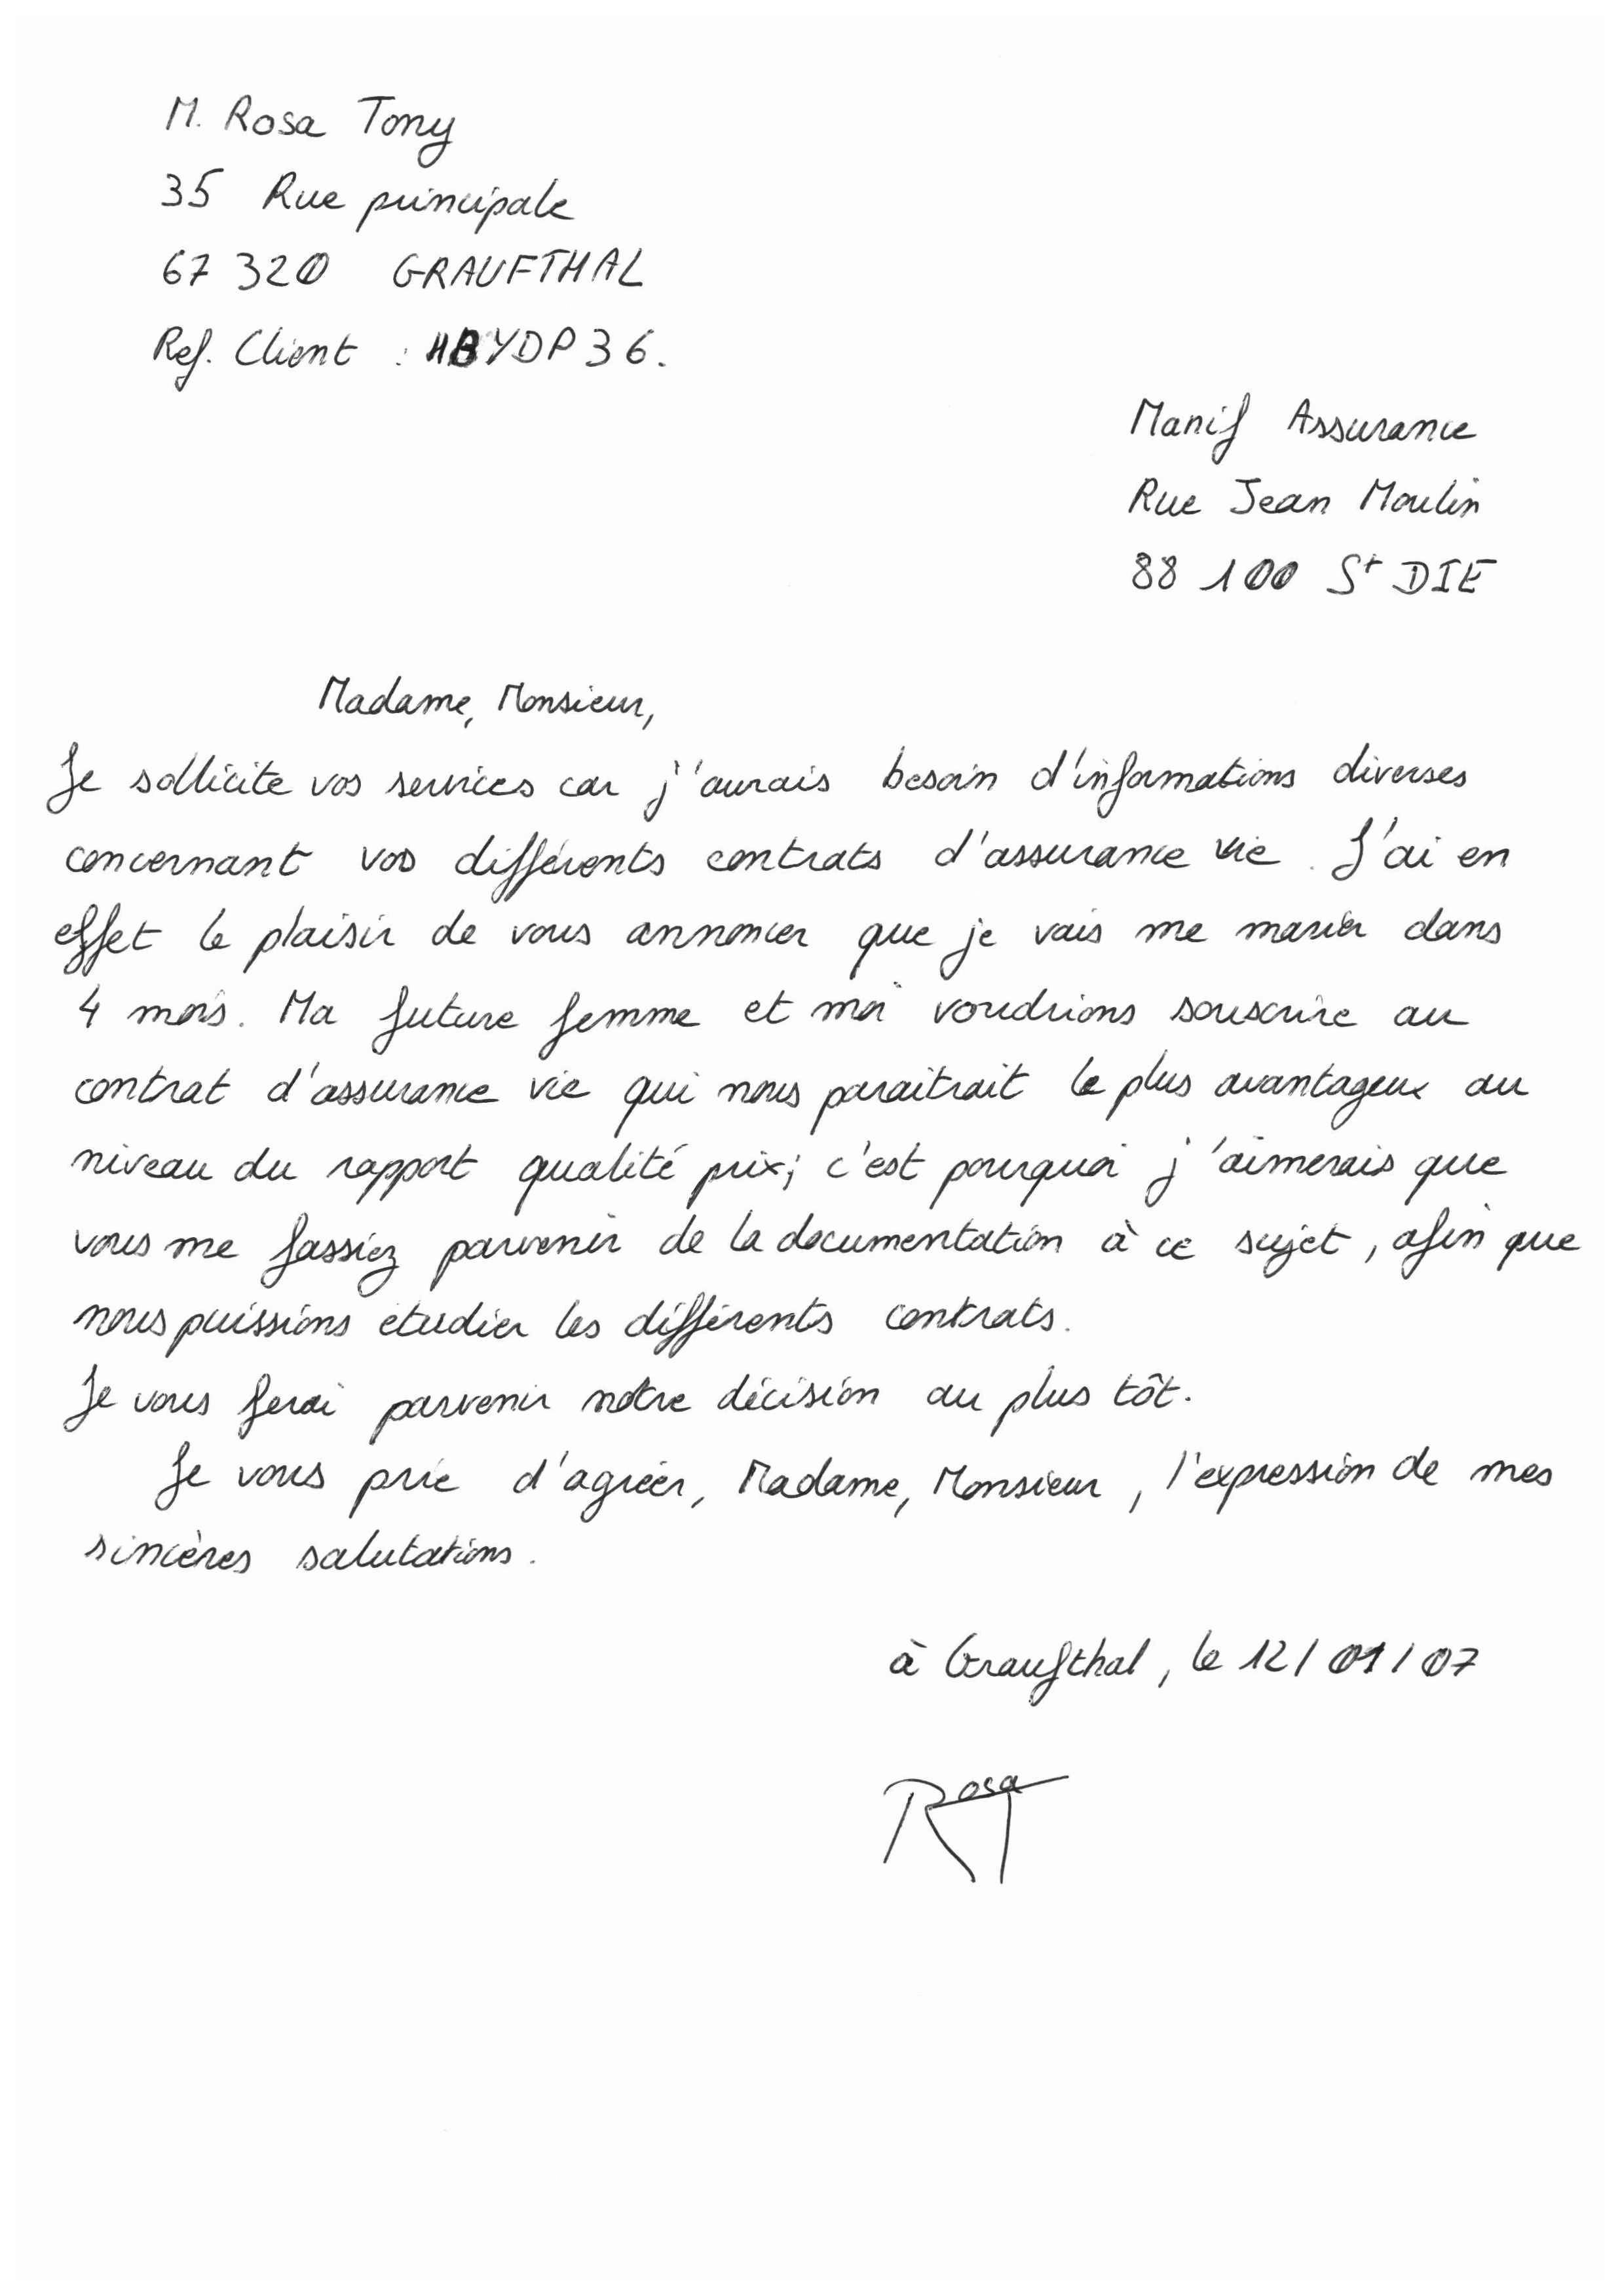 M. Rosa Tony
35 Rue principale
67 320 GRAUFTHAL
Ref. Client : HBYDP36.
Manif Assurance
Rue Jean Moulin
88 100 St DIE
Madame, Monsieur,
Je sollicite vos services car j'aurais besoin d'informations diverses
concernant vos différents contrats d'assurance vie. J'ai en
effet le plaisir de vous annoncer que je vais me marier dans
4 mois. Ma future femme et moi voudrions souscrire au
contrat d'assurance vie qui nous paraitrait le plus avantageux au
niveau du rapport qualité prix; c'est pourquoi j'aimerais que
vous me fassiez parvenir de la documentation à ce sujet, afin que
nous puissions étudier les différents contrats.
Je vous ferai parvenir notre décision au plus tôt.
Je vous prie d'agréer, Madame, Monsieur, l'expression de mes
sincères salutations.
à Graufthal, le 12/01/07
Rosa